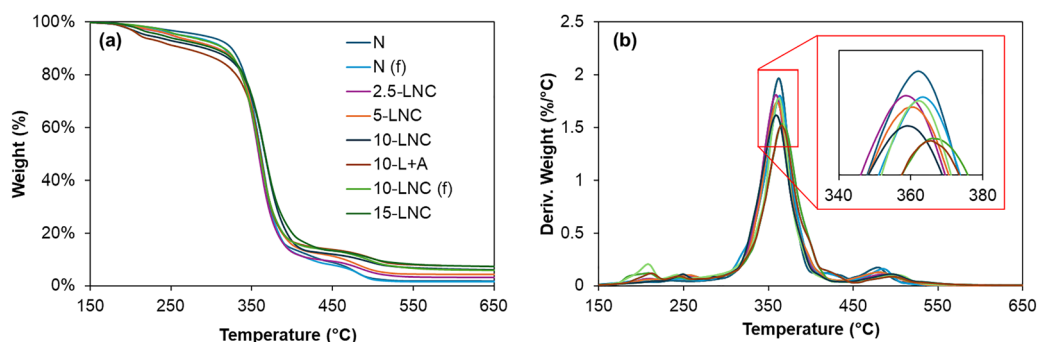 100%
80%
60%
40%
20%
0%
Weight (%)
(a)
N
N (f)
2.5-LNC
5-LNC
10-LNC
10-L+A
10-LNC (f)
15-LNC
150 250 350 450 550 650
Temperature (°C)
2.5
2
1.5
1
0.5
0
Deriv. Weight (%/°C)
(b)
340 360 380
150 250 350 450 550 650
Temperature (°C)